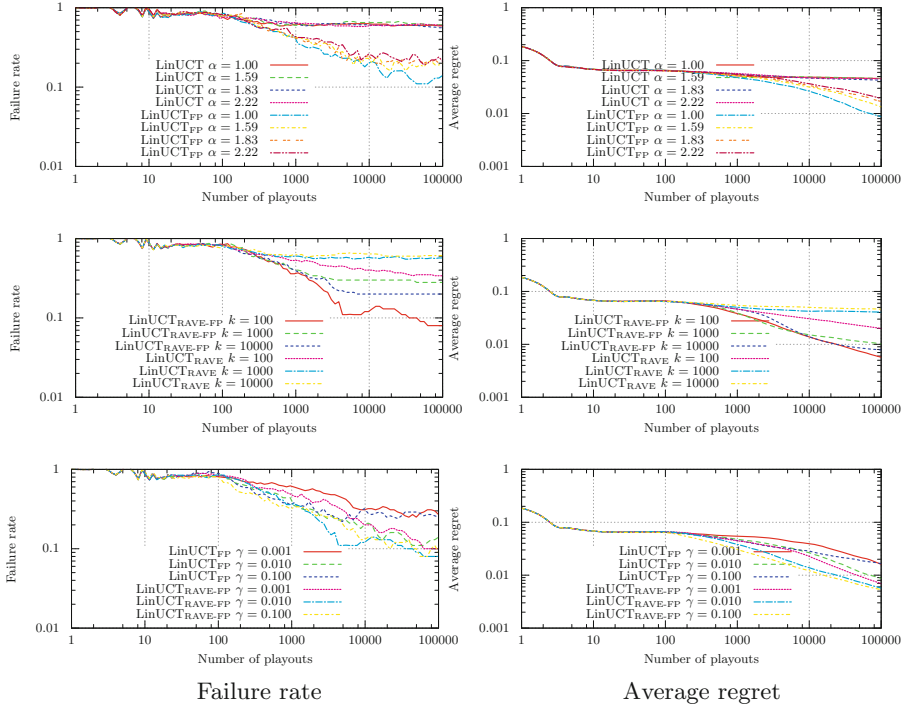 1
0.1
0.01
Failure rate
LinUCT α = 1.00
LinUCT α = 1.59
LinUCT α = 1.83
LinUCT α = 2.22
LinUCTFP α = 1.00
LinUCTFP α = 1.59
LinUCTFP α = 1.83
LinUCTFP α = 2.22
1 10 100 1000 10000 100000
Number of playouts
1
0.1
0.01
0.001
Average regret
LinUCT α = 1.00
LinUCT α = 1.59
LinUCT α = 1.83
LinUCT α = 2.22
LinUCTFP α = 1.00
LinUCTFP α = 1.59
LinUCTFP α = 1.83
LinUCTFP α = 2.22
1 10 100 1000 10000 100000
Number of playouts
1
0.1
0.01
Failure rate
LinUCTRAVE-FP k = 100
LinUCTRAVE-FP k = 1000
LinUCTRAVE-FP k = 10000
LinUCTRAVE k = 100
LinUCTRAVE k = 1000
LinUCTRAVE k = 10000
1 10 100 1000 10000 100000
Number of playouts
1
0.1
0.01
0.001
Average regret
LinUCTRAVE-FP k = 100
LinUCTRAVE-FP k = 1000
LinUCTRAVE-FP k = 10000
LinUCTRAVE k = 100
LinUCTRAVE k = 1000
LinUCTRAVE k = 10000
1 10 100 1000 10000 100000
Number of playouts
1
0.1
0.01
Failure rate
LinUCTFP γ = 0.001
LinUCTFP γ = 0.010
LinUCTFP γ = 0.100
LinUCTRAVE-FP γ = 0.001
LinUCTRAVE-FP γ = 0.010
LinUCTRAVE-FP γ = 0.100
1 10 100 1000 10000 100000
Number of playouts
1
0.1
0.01
0.001
Average regret
LinUCTFP γ = 0.001
LinUCTFP γ = 0.010
LinUCTFP γ = 0.100
LinUCTRAVE-FP γ = 0.001
LinUCTRAVE-FP γ = 0.010
LinUCTRAVE-FP γ = 0.100
1 10 100 1000 10000 100000
Number of playouts
Failure rate
Average regret